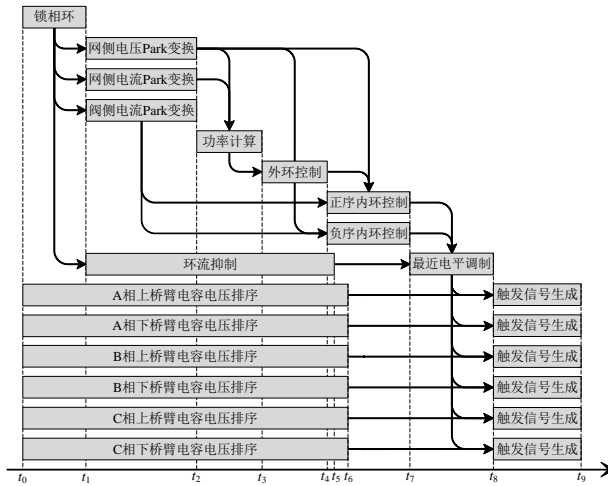 锁相环
网侧电压Park变换
网侧电流Park变换
阀侧电流Park变换
功率计算
外环控制
正序内环控制
负序内环控制
环流抑制
最近电平调制
A相上桥臂电容电压排序
触发信号生成
A相下桥臂电容电压排序
触发信号生成
B相上桥臂电容电压排序
触发信号生成
B相下桥臂电容电压排序
触发信号生成
C相上桥臂电容电压排序
触发信号生成
C相下桥臂电容电压排序
触发信号生成
t0 t1 t2 t3 t4 t5 t6 t7 t8 t9